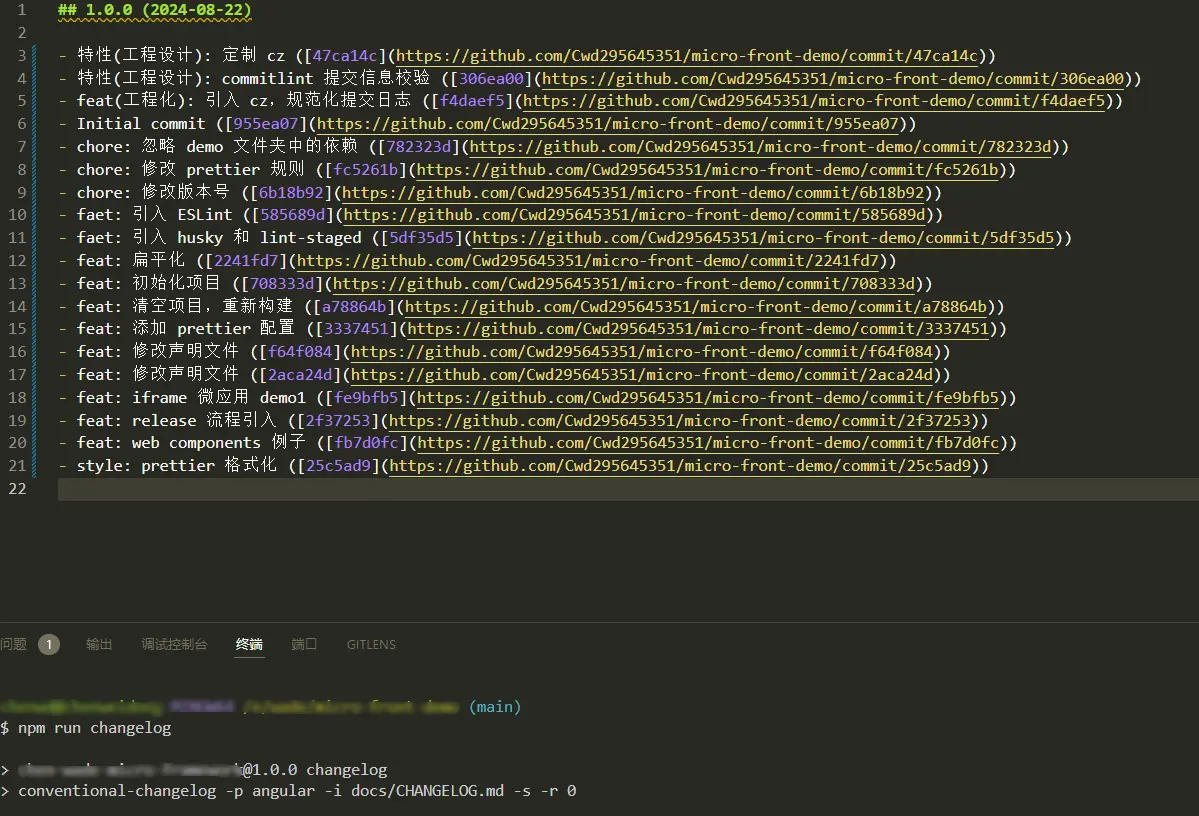 1 ## 1.0.0 (2024-08-22)
2
3 - 特性(工程设计): 定制 cz ([47ca14c](https://github.com/Cwd295645351/micro-front-demo/commit/47ca14c))
4 - 特性(工程设计): commitlint 提交信息校验 ([306ea00](https://github.com/Cwd295645351/micro-front-demo/commit/306ea00))
5 - feat(工程化): 引入 cz，规范化提交日志 ([f4daef5](https://github.com/Cwd295645351/micro-front-demo/commit/f4daef5))
6 - Initial commit ([955ea07](https://github.com/Cwd295645351/micro-front-demo/commit/955ea07))
7 - chore: 忽略 demo 文件夹中的依赖 ([782323d](https://github.com/Cwd295645351/micro-front-demo/commit/782323d))
8 - chore: 修改 prettier 规则 ([fc5261b](https://github.com/Cwd295645351/micro-front-demo/commit/fc5261b))
9 - chore: 修改版本号 ([6b18b92](https://github.com/Cwd295645351/micro-front-demo/commit/6b18b92))
10 - faet: 引入 ESLint ([585689d](https://github.com/Cwd295645351/micro-front-demo/commit/585689d))
11 - faet: 引入 husky 和 lint-staged ([5df35d5](https://github.com/Cwd295645351/micro-front-demo/commit/5df35d5))
12 - feat: 扁平化 ([2241fd7](https://github.com/Cwd295645351/micro-front-demo/commit/2241fd7))
13 - feat: 初始化项目 ([708333d](https://github.com/Cwd295645351/micro-front-demo/commit/708333d))
14 - feat: 清空项目，重新构建 ([a78864b](https://github.com/Cwd295645351/micro-front-demo/commit/a78864b))
15 - feat: 添加 prettier 配置 ([3337451](https://github.com/Cwd295645351/micro-front-demo/commit/3337451))
16 - feat: 修改声明文件 ([f64f084](https://github.com/Cwd295645351/micro-front-demo/commit/f64f084))
17 - feat: 修改声明文件 ([2aca24d](https://github.com/Cwd295645351/micro-front-demo/commit/2aca24d))
18 - feat: iframe 微应用 demo1 ([fe9bfb5](https://github.com/Cwd295645351/micro-front-demo/commit/fe9bfb5))
19 - feat: release 流程引入 ([2f37253](https://github.com/Cwd295645351/micro-front-demo/commit/2f37253))
20 - feat: web components 例子 ([fb7d0fc](https://github.com/Cwd295645351/micro-front-demo/commit/fb7d0fc))
21 - style: prettier 格式化 ([25c5ad9](https://github.com/Cwd295645351/micro-front-demo/commit/25c5ad9))
22
问题 1 输出 调试控制台 终端 端口 GITLENS
(main)
$ npm run changelog
> @1.0.0 changelog
> conventional-changelog -p angular -i docs/CHANGELOG.md -s -r 0